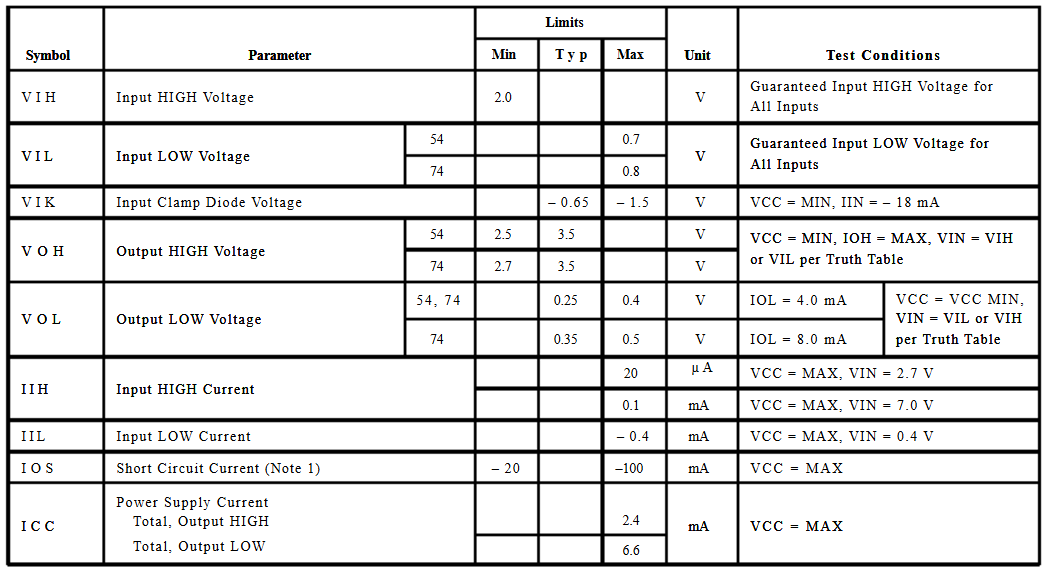 Limits
Symbol Parameter Min Typ Max Unit Test Conditions
VIH Input HIGH Voltage 2.0 V Guaranteed Input HIGH Voltage for
All Inputs
54 0.7
VIL Input LOW Voltage V Guaranteed Input LOW Voltage for
All Inputs
74 0.8
VIK Input Clamp Diode Voltage – 0.65 – 1.5 V VCC = MIN, IIN = – 18 mA
54 2.5 3.5 V
VOH Output HIGH Voltage VCC = MIN, IOH = MAX, VIN = VIH
or VIL per Truth Table
74 2.7 3.5 V
54, 74 0.25 0.4 V IOL = 4.0 mA VCC = VCC MIN,
VOL Output LOW Voltage VIN = VIL or VIH
74 0.35 0.5 V IOL = 8.0 mA per Truth Table
20 μA VCC = MAX, VIN = 2.7 V
IIH Input HIGH Current
0.1 mA VCC = MAX, VIN = 7.0 V
IIL Input LOW Current – 0.4 mA VCC = MAX, VIN = 0.4 V
IOS Short Circuit Current (Note 1) – 20 –100 mA VCC = MAX
Power Supply Current
Total, Output HIGH 2.4
ICC mA VCC = MAX
Total, Output LOW 6.6